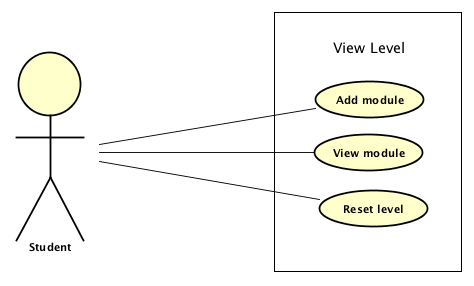 View Level
Add module
View module
Reset level
Student